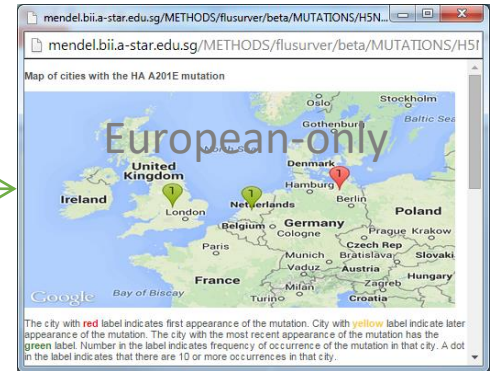 mendel.bii.a-star.edu.sg/METHODS/flusurver/beta/MUTATIONS/H5N...
mendel.bii.a-star.edu.sg/METHODS/flusurver/beta/MUTATIONS/H5N
Map of cities with the HA A201E mutation
Oslo
Stockholm
Gothenburg
Baltic Sea
European-only
North Sea
Denmark
United
Kingdom
Hamburg
Ireland
Netherlands
Berlin
London
Poland
Belgium
Germany
Cologne
Prague Krakow
Paris
Czech Rep
Munich
Bratislava
Slovaki
Vaduz
Austria
France
Zagreb
Hungary
Milan
Google
Bay of Biscay
Turino
Croatia
1
1
1
The city with red label indicates first appearance of the mutation. City with yellow label indicate later
appearance of the mutation. The city with the most recent appearance of the mutation has the
green label. Number in the label indicates frequency of occurrence of the mutation in that city. A dot
in the label indicates that there are 10 or more occurrences in that city.